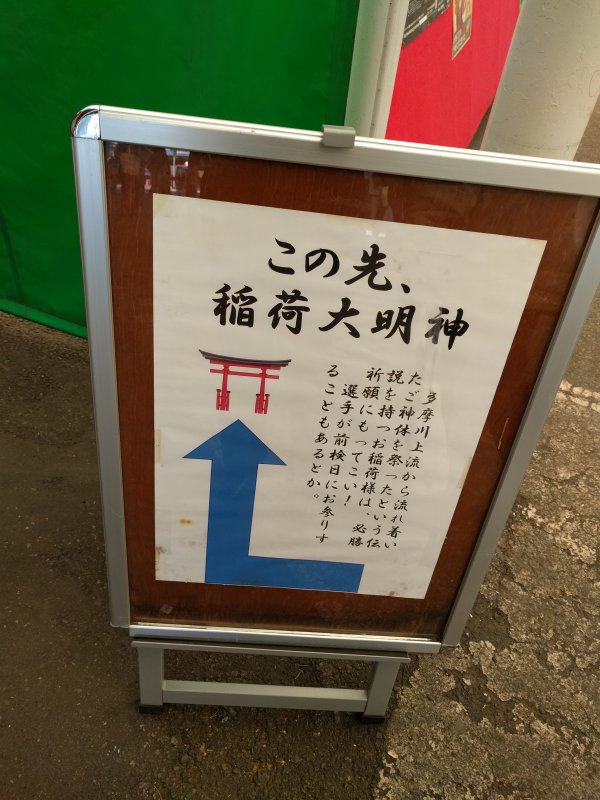 この先、
稲荷大明神
多摩川上流から流れ着い
たご神体を祭ったという伝
説を持つお稲荷様は、必勝
祈願にもってこい！
選手が前検日にお参りす
ることもあるとか。